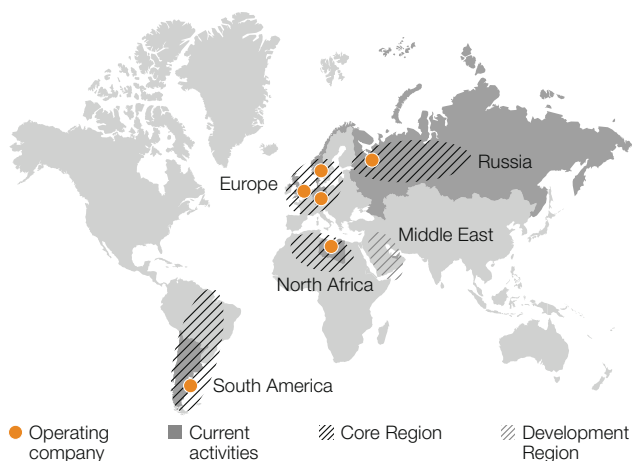 Europe
Russia
Middle East
North Africa
South America
Operating
company
Current
activities
Core Region
Development
Region